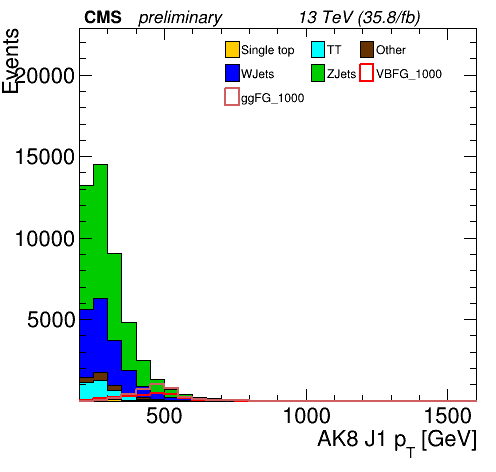 CMS preliminary 13 TeV (35.8/fb)
Events
Single top TT Other
WJets ZJets VBFG_1000
ggFG_1000
20000
15000
10000
5000
500 1000 1500
AK8 J1 pT [GeV]